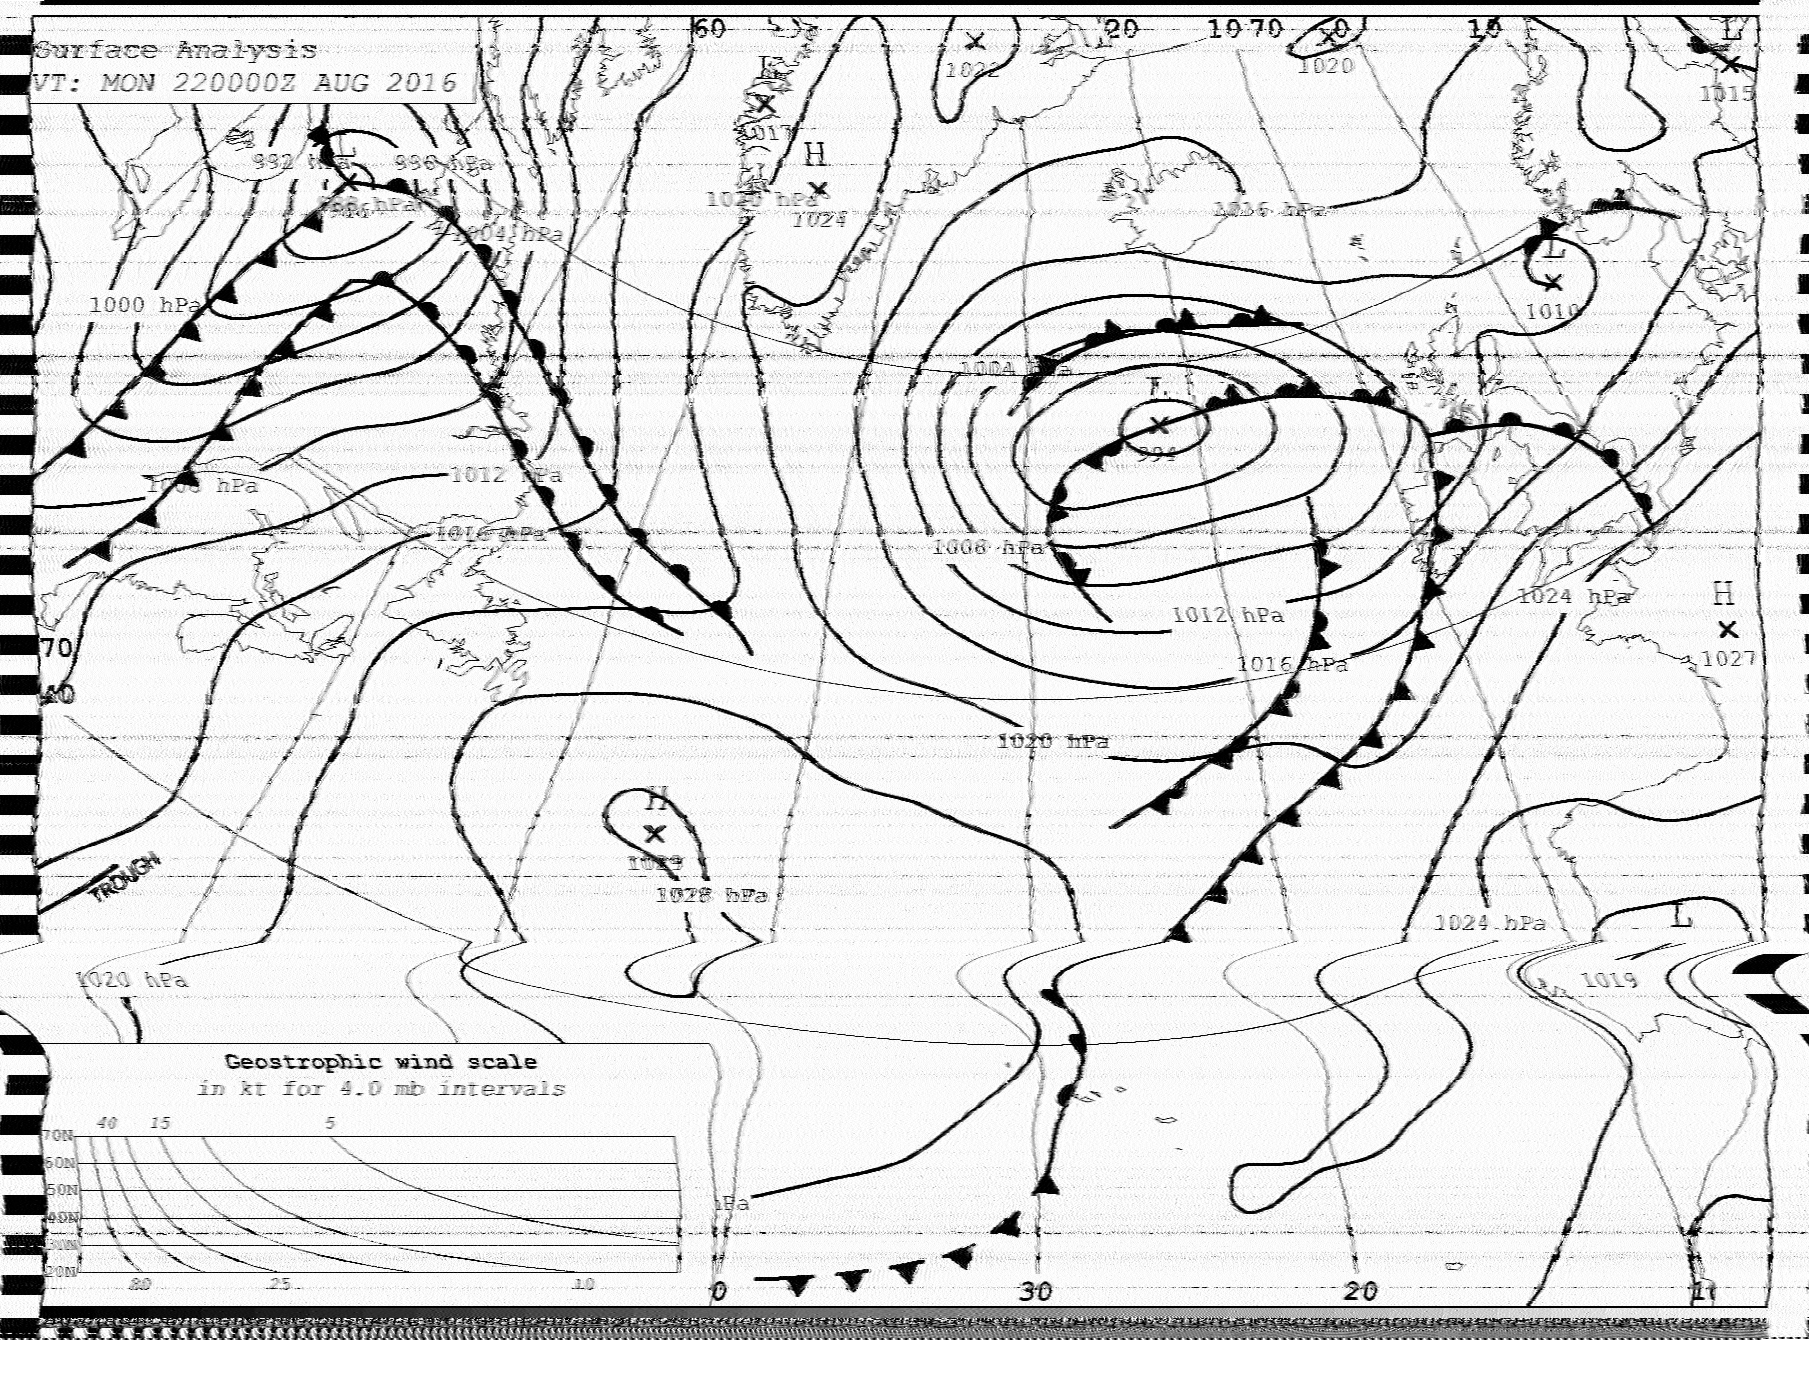 60
20
10
70
0
10
L
Surface Analysis
VT: MON 220000Z AUG 2016
1022
1020
1015
L
1017
H
1024
1020 hPa
992 hPa
L
996 hPa
1004 hPa
1016 hPa
L
1010
1000 hPa
1004 hPa
L
994
1008 hPa
1012 hPa
1016 hPa
1008 hPa
1012 hPa
1016 hPa
1024 hPa
H
1027
70
40
1020 hPa
H
1028 hPa
TROUGH
1024 hPa
L
1019
1020 hPa
Geostrophic wind scale
in kt for 4.0 mb intervals
40 15 5
70N
60N
50N
40N
30N
20N
80 25 10
hPa
0 30 20